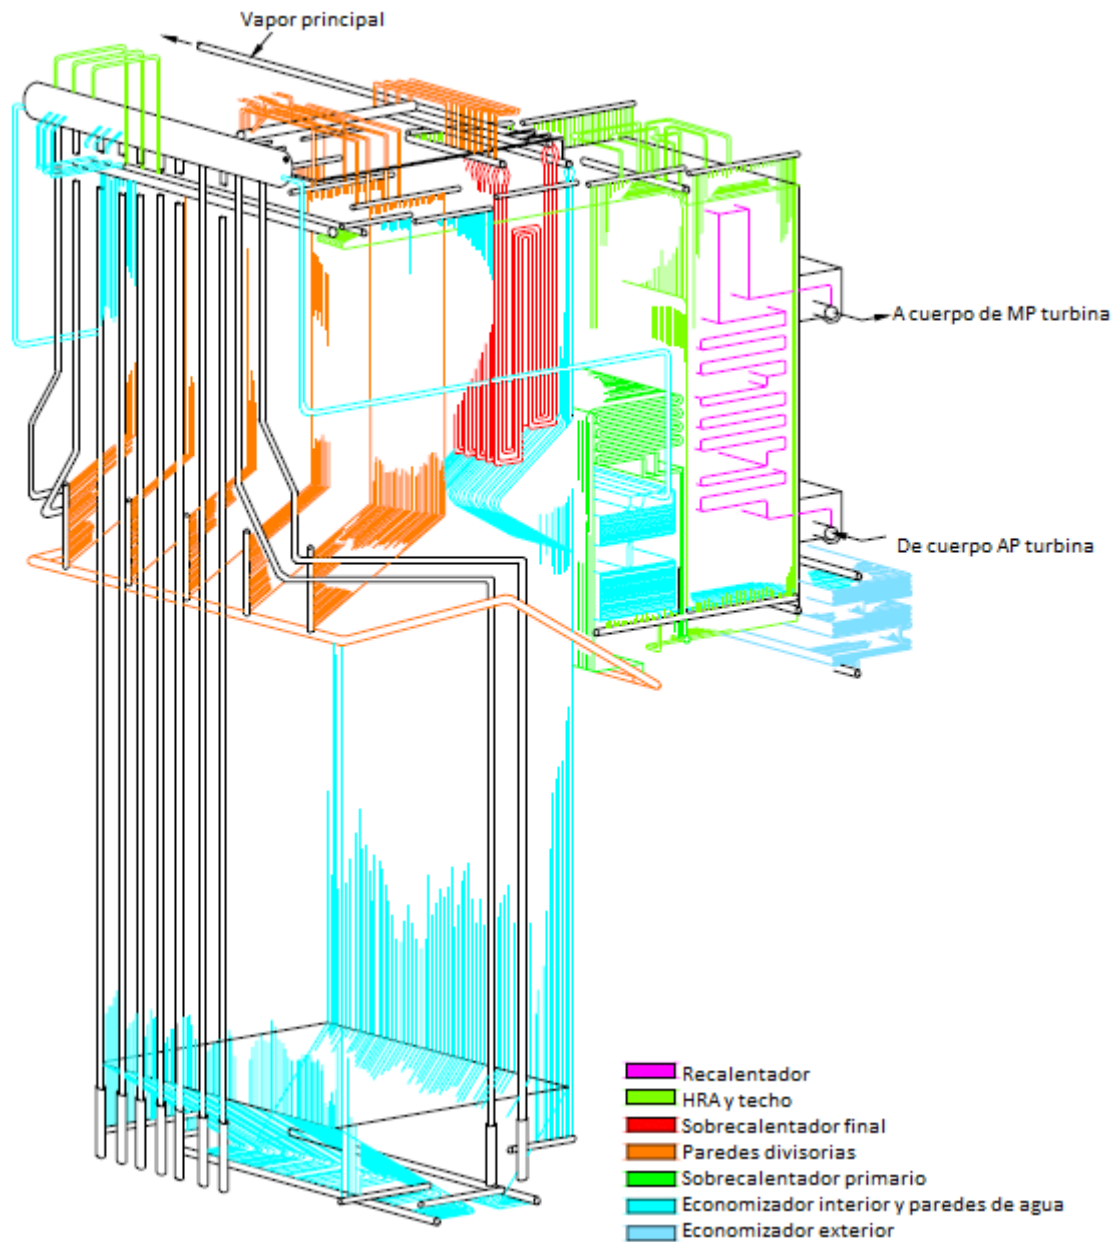 Vapor principal
A cuerpo de MP turbina
De cuerpo AP turbina
Recalentador
HRA y techo
Sobrecalentador final
Paredes divisorias
Sobrecalentador primario
Economizador interior y paredes de agua
Economizador exterior